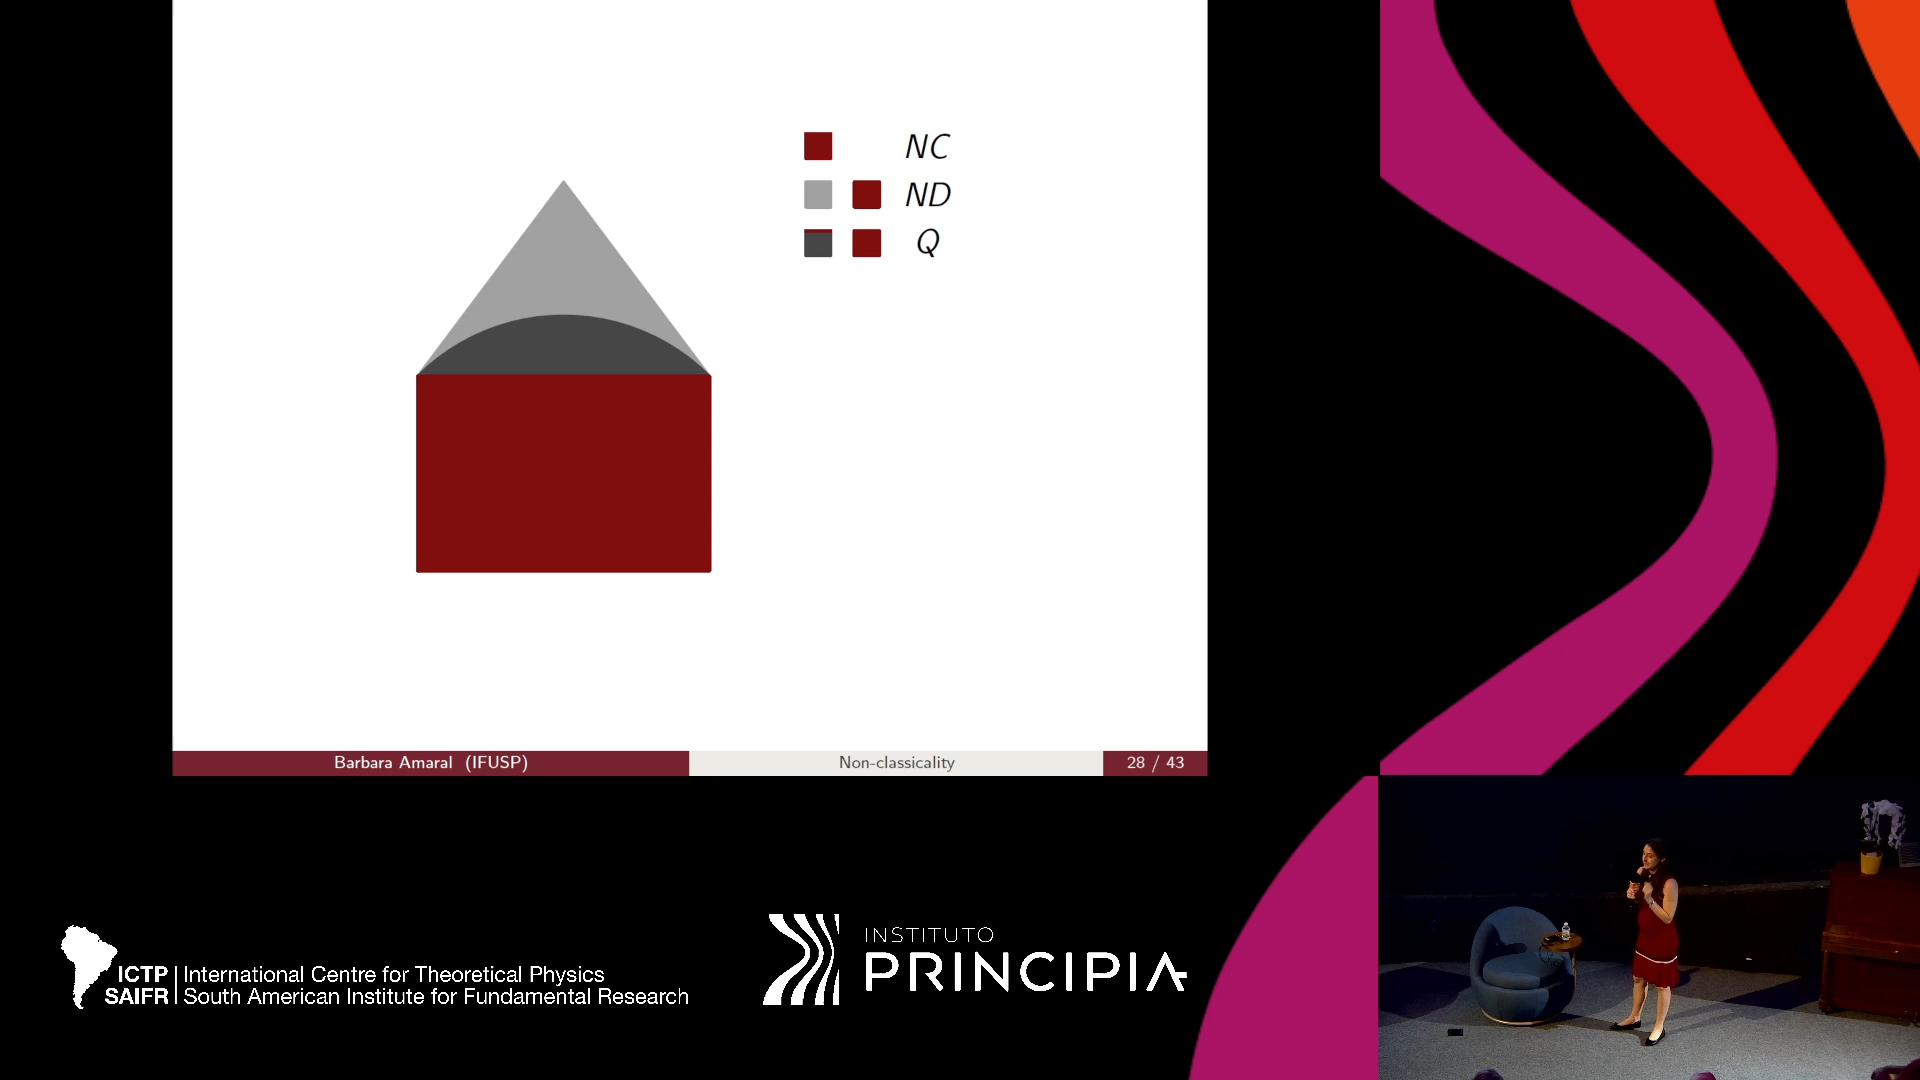 NC
ND
Q
Barbara Amaral (IFUSP)
Non-classicality
28 / 43
ICTP
SAIFR
International Centre for Theoretical Physics
South American Institute for Fundamental Research
INSTITUTO
PRINCIPIA